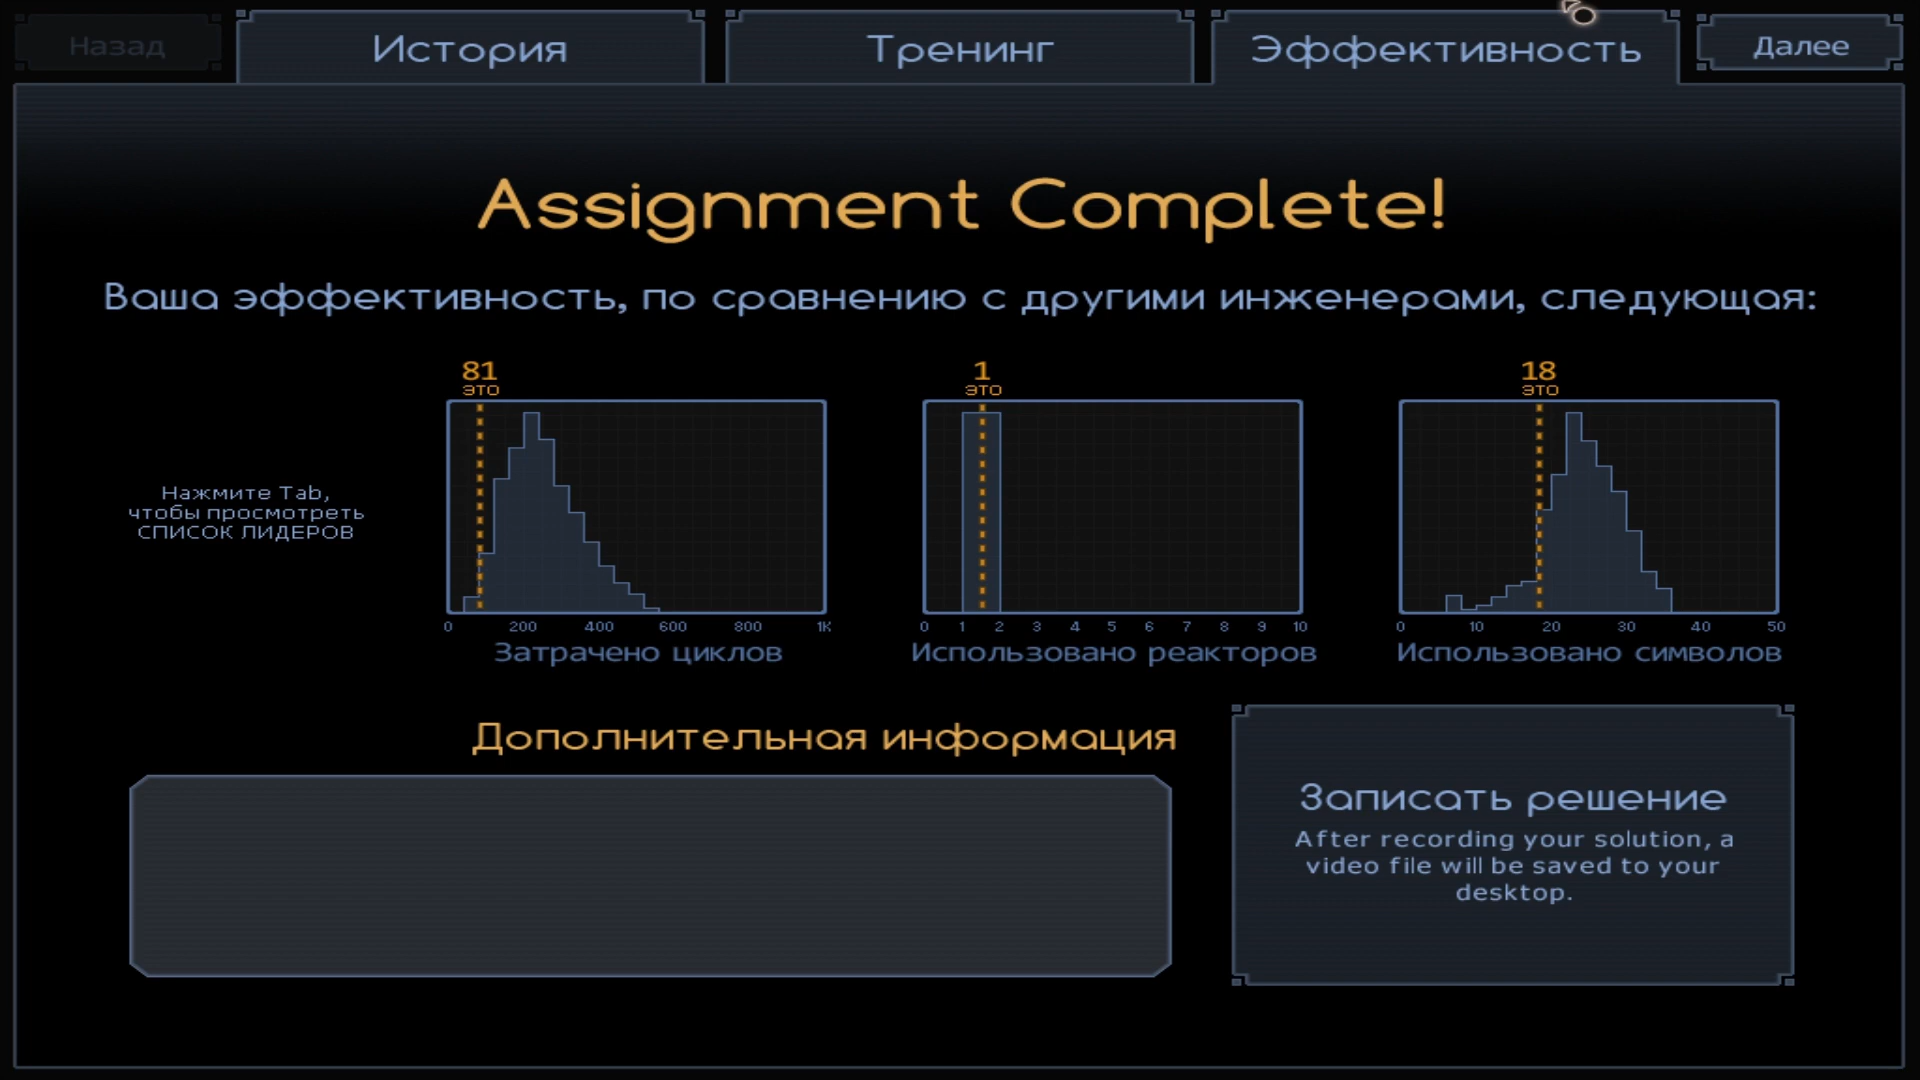 Назад
История
Тренинг
Эффективность
Далее
Assignment Complete!
Ваша эффективность, по сравнению с другими инженерами, следующая:
Нажмите Tab,
чтобы просмотреть
СПИСОК ЛИДЕРОВ
81
ЭТО
0 200 400 600 800 1K
Затрачено циклов
1
ЭТО
0 1 2 3 4 5 6 7 8 9 10
Использовано реакторов
18
ЭТО
0 10 20 30 40 50
Использовано символов
Дополнительная информация
Записать решение
After recording your solution, a
video file will be saved to your
desktop.